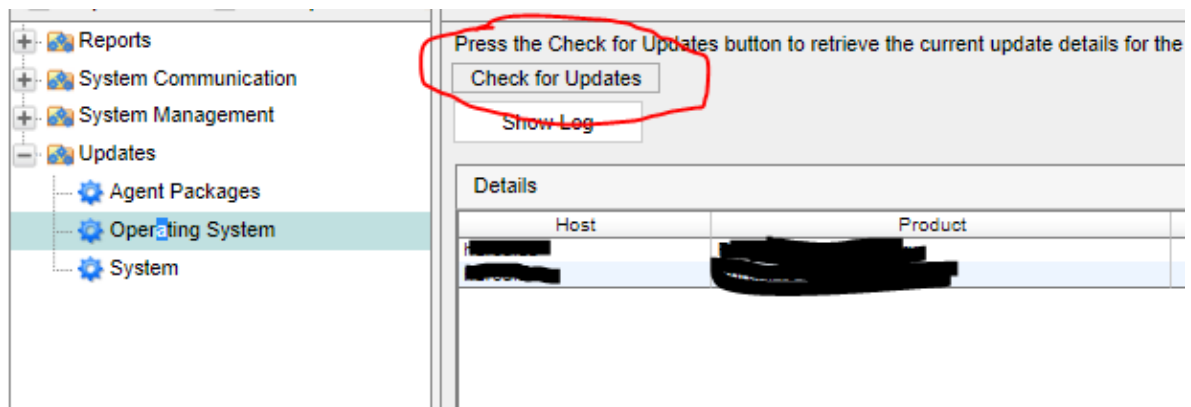 Reports
System Communication
System Management
Updates
Agent Packages
Operating System
System
Press the Check for Updates button to retrieve the current update details for the
Check for Updates
Show Log
Details
Host Product